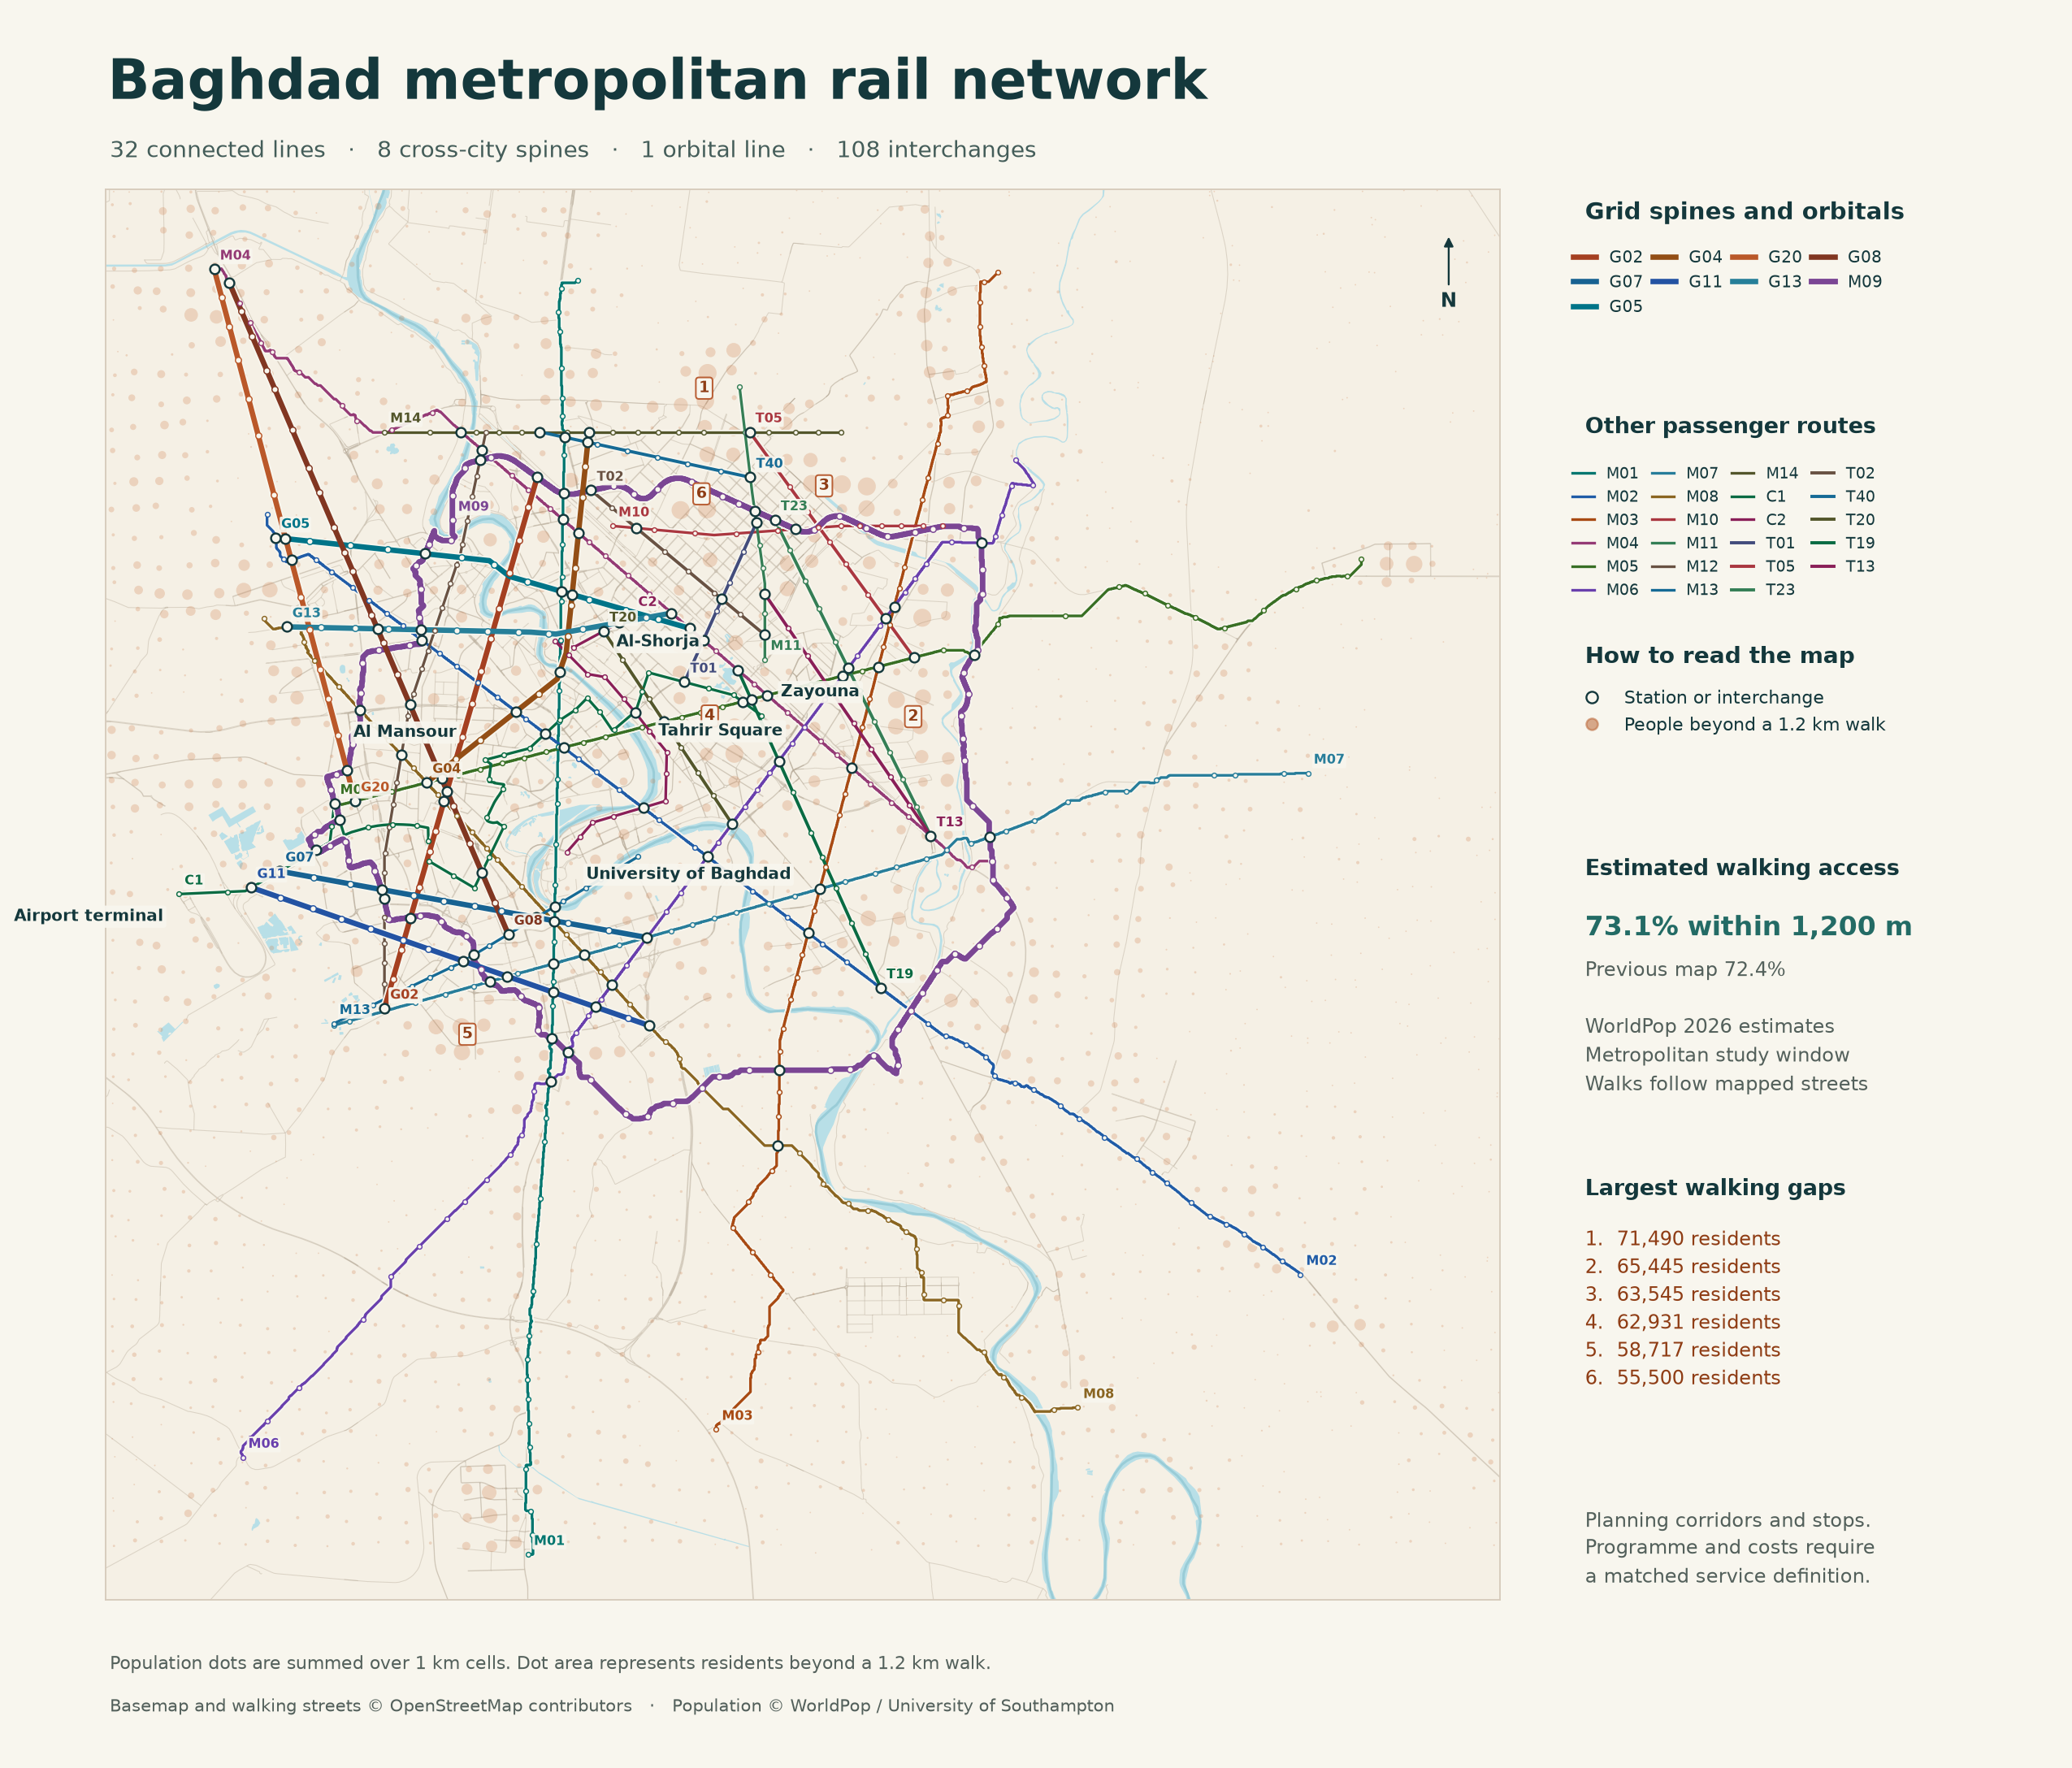 Baghdad metropolitan rail network
32 connected lines · 8 cross-city spines · 1 orbital line · 108 interchanges
M04
N
1
M14
T05
T40
T02
3
6
M09
M10
T23
G05
C2
G13
T20
Al-Shorja
M11
T01
Zayouna
4
2
Al Mansour
Tahrir Square
G04
M07
G20
T13
G07
G11
University of Baghdad
C1
Airport terminal
G08
T19
G02
M13
5
M02
M08
M03
M06
M01
Grid spines and orbitals
G02 G04 G20 G08
G07 G11 G13 M09
G05
Other passenger routes
M01 M07 M14 T02
M02 M08 C1 T40
M03 M10 C2 T20
M04 M11 T01 T19
M05 M12 T05 T13
M06 M13 T23
How to read the map
Station or interchange
People beyond a 1.2 km walk
Estimated walking access
73.1% within 1,200 m
Previous map 72.4%
WorldPop 2026 estimates
Metropolitan study window
Walks follow mapped streets
Largest walking gaps
1. 71,490 residents
2. 65,445 residents
3. 63,545 residents
4. 62,931 residents
5. 58,717 residents
6. 55,500 residents
Planning corridors and stops.
Programme and costs require
a matched service definition.
Population dots are summed over 1 km cells. Dot area represents residents beyond a 1.2 km walk.
Basemap and walking streets © OpenStreetMap contributors · Population © WorldPop / University of Southampton